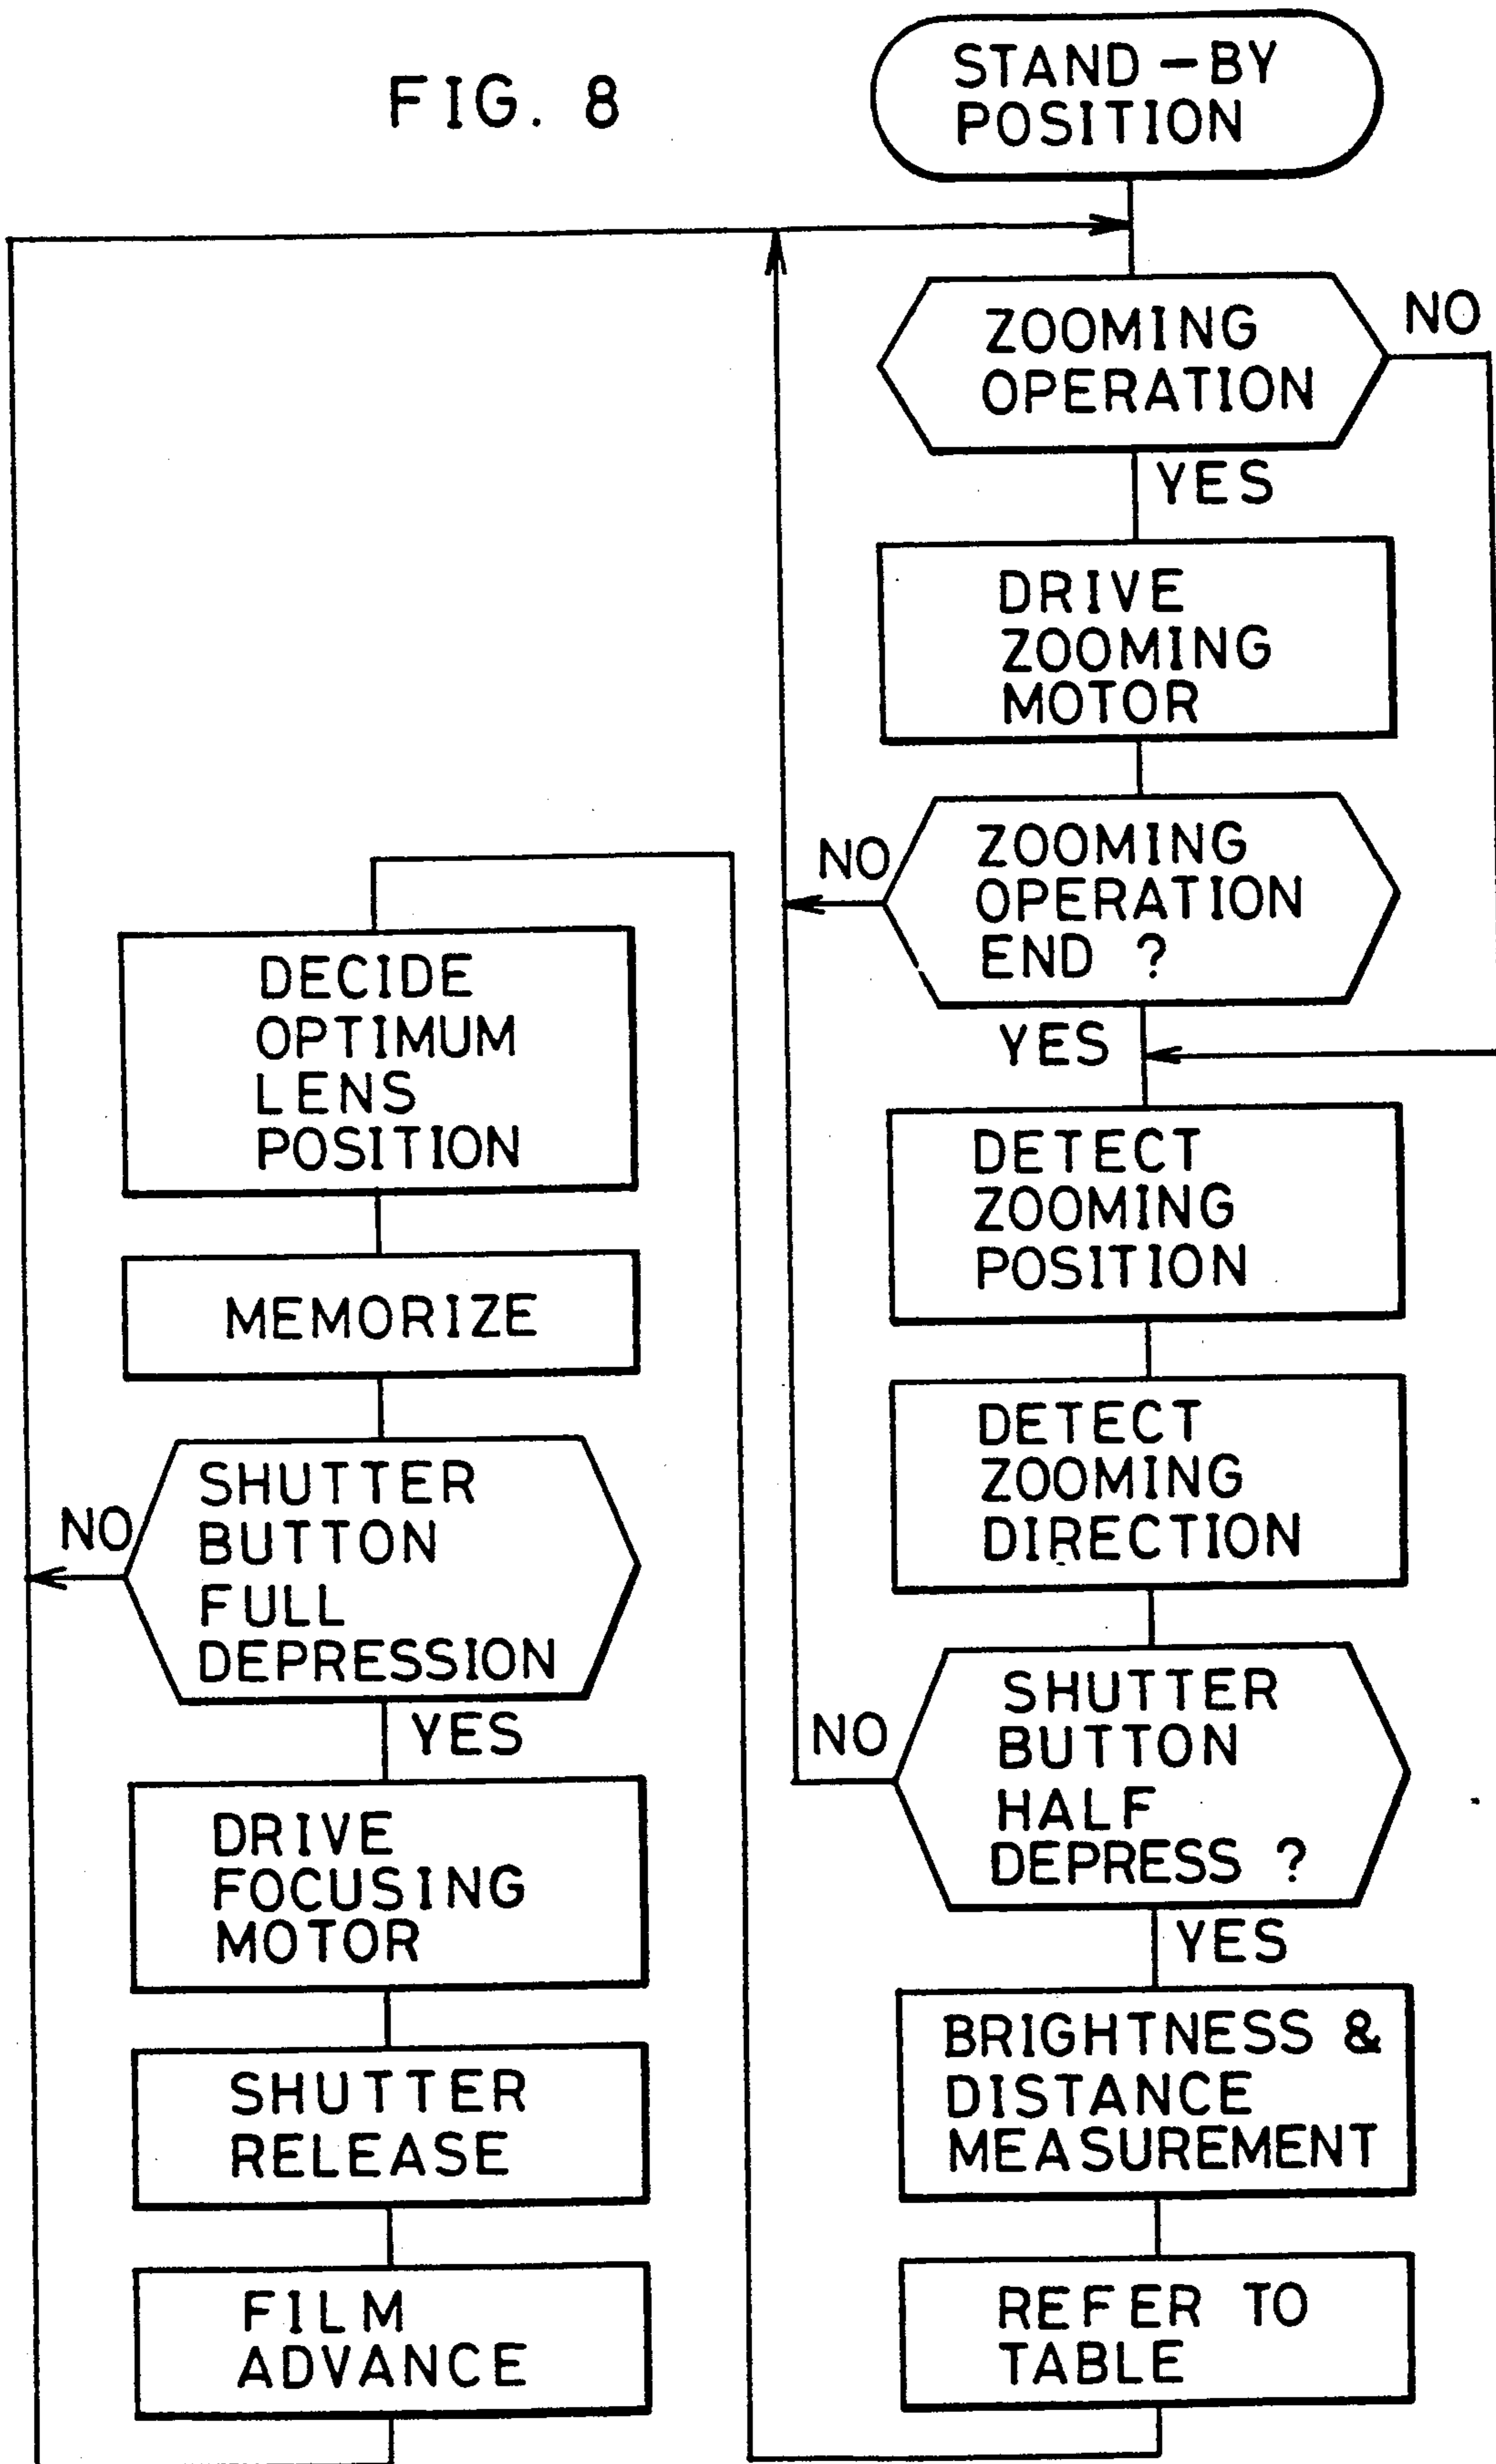 FIG. 8
STAND-BY
POSITION
ZOOMING
OPERATION
NO
YES
DRIVE
ZOOMING
MOTOR
ZOOMING
OPERATION
END ?
NO
YES
DETECT
ZOOMING
POSITION
DETECT
ZOOMING
DIRECTION
SHUTTER
BUTTON
HALF
DEPRESS ?
NO
YES
BRIGHTNESS &
DISTANCE
MEASUREMENT
REFER TO
TABLE
DECIDE
OPTIMUM
LENS
POSITION
MEMORIZE
SHUTTER
BUTTON
FULL
DEPRESSION
NO
YES
DRIVE
FOCUSING
MOTOR
SHUTTER
RELEASE
FILM
ADVANCE